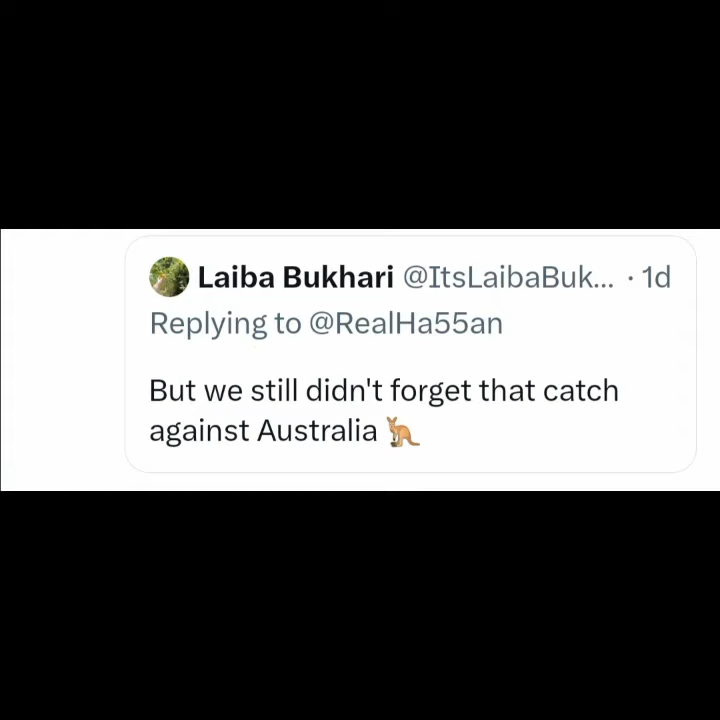 Laiba Bukhari @ItsLaibaBuk... · 1d
Replying to @RealHa55an
But we still didn't forget that catch
against Australia 🦘